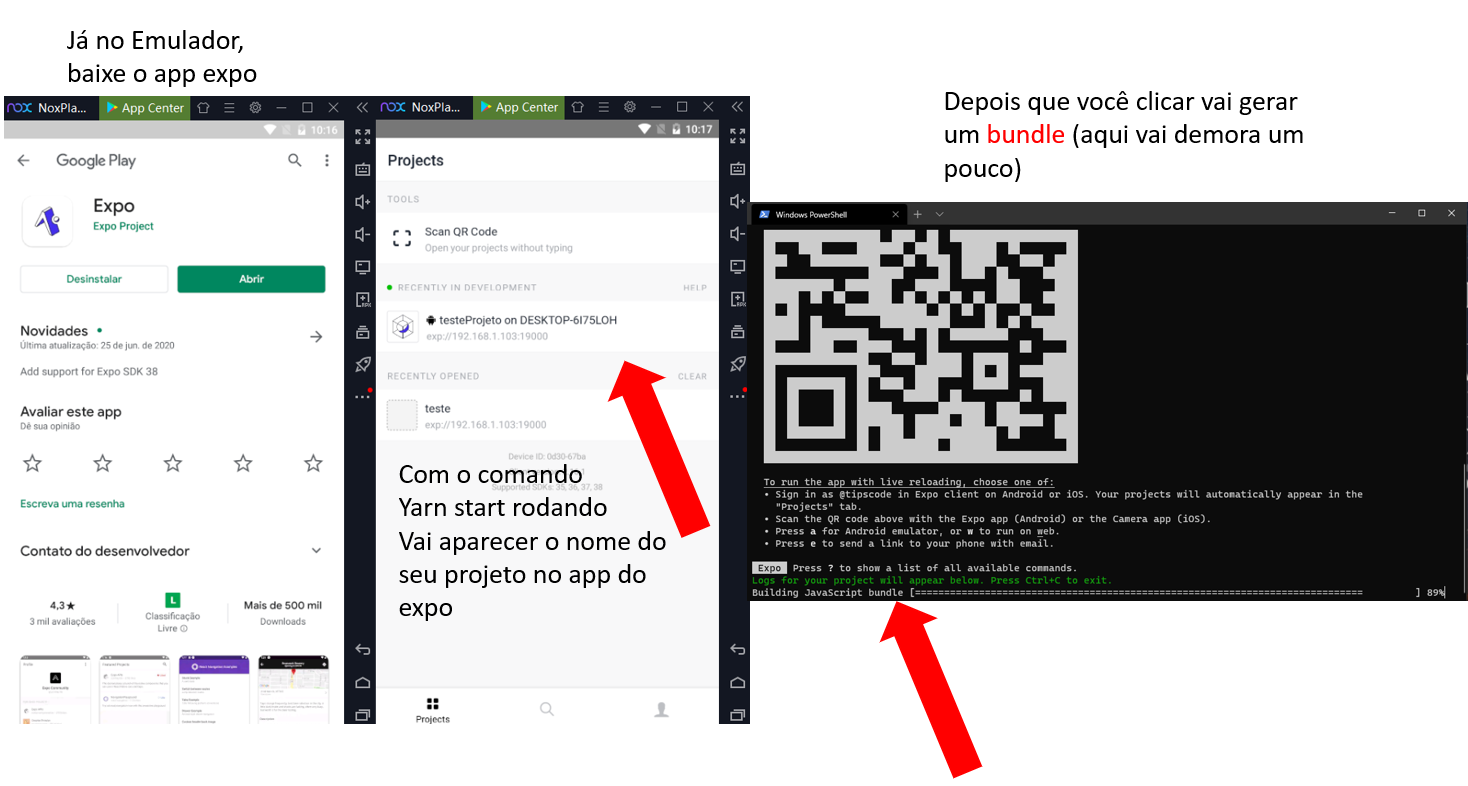 Já no Emulador,
baixe o app expo
nox NoxPla... App Center
10:16
Google Play
Expo
Expo Project
Desinstalar Abrir
Novidades •
Última atualização: 25 de jun. de 2020
Add support for Expo SDK 38
Avaliar este app
Dê sua opinião
Escreva uma resenha
Contato do desenvolvedor
4,3★
3 mil avaliações
L
Classificação
Livre
Mais de 500 mil
Downloads
nox NoxPla... App Center
10:17
Projects
TOOLS
Scan QR Code
Open your projects without typing
RECENTLY IN DEVELOPMENT HELP
testeProjeto on DESKTOP-6I75LOH
exp://192.168.1.103:19000
RECENTLY OPENED CLEAR
teste
exp://192.168.1.103:19000
Device ID: 0d30-67ba
Supported SDKs: 35, 36, 37, 38
Com o comando
Yarn start rodando
Vai aparecer o nome do
seu projeto no app do
expo
Projects
Depois que você clicar vai gerar
um bundle (aqui vai demora um
pouco)
Windows PowerShell
To run the app with live reloading, choose one of:
• Sign in as @tipscode in Expo client on Android or iOS. Your projects will automatically appear in the
"Projects" tab.
• Scan the QR code above with the Expo app (Android) or the Camera app (iOS).
• Press a for Android emulator, or w to run on web.
• Press e to send a link to your phone with email.
Expo Press ? to show a list of all available commands.
Logs for your project will appear below. Press Ctrl+C to exit.
Building JavaScript bundle [============================================================================ ] 89%